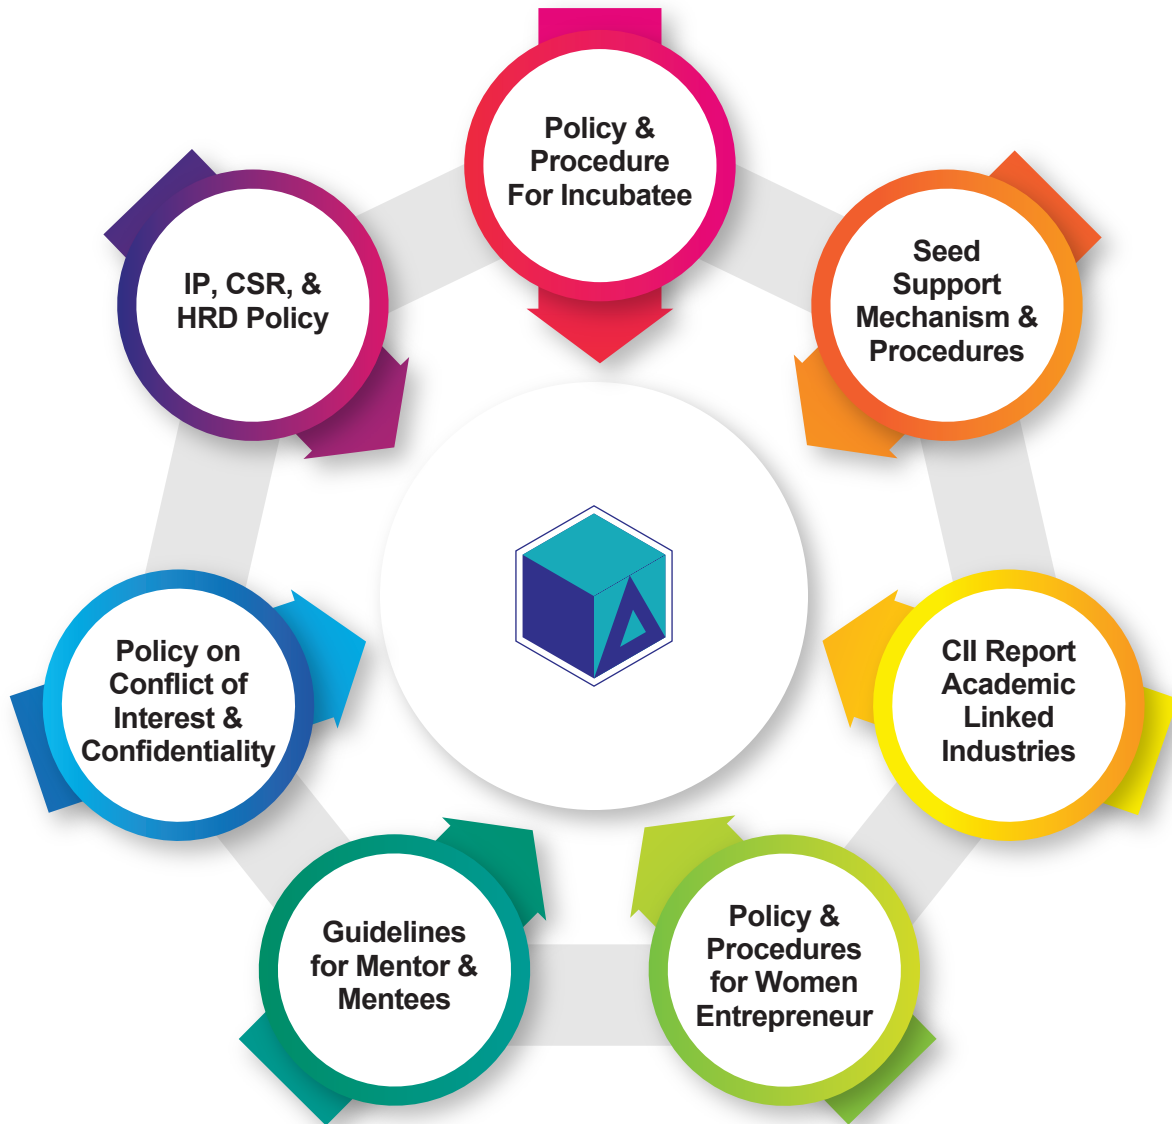 Policy &
Procedure
For Incubatee
Seed
Support
Mechanism &
Procedures
CII Report
Academic
Linked
Industries
Policy &
Procedures
for Women
Entrepreneur
Guidelines
for Mentor &
Mentees
Policy on
Conflict of
Interest &
Confidentiality
IP, CSR, &
HRD Policy